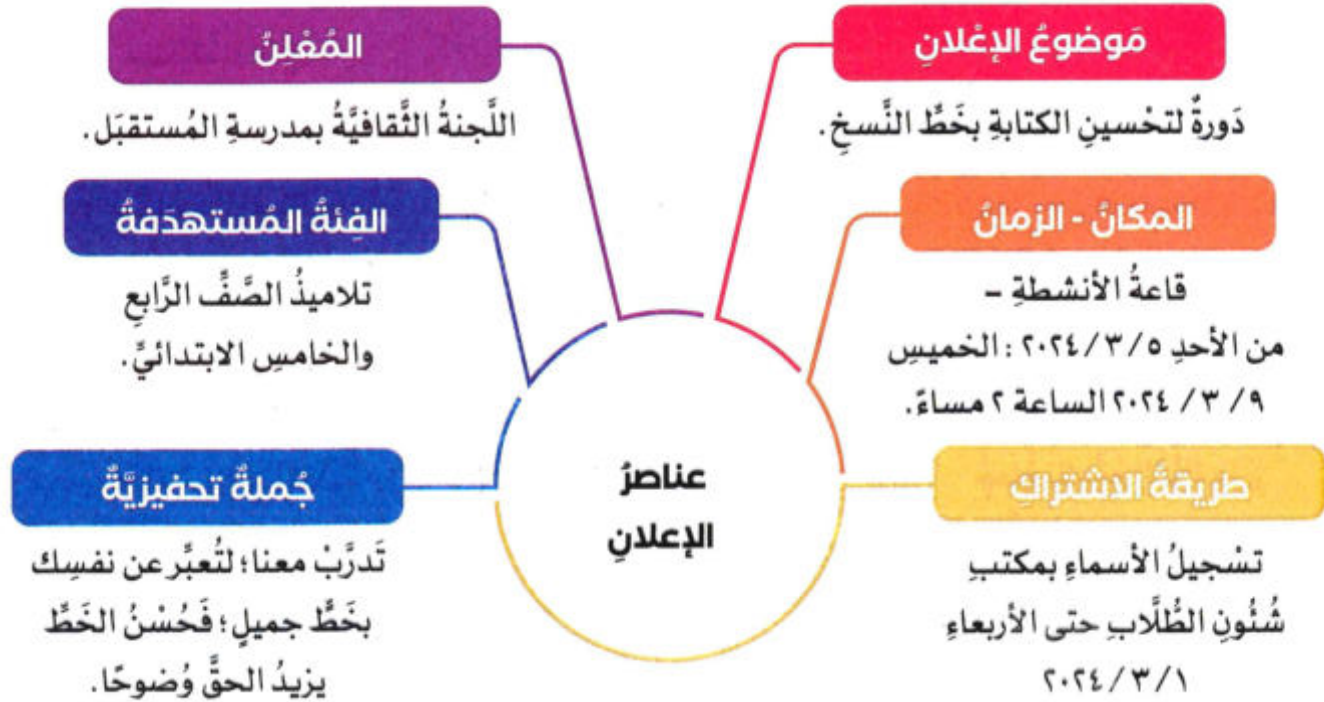 مَوضوعُ الإعْلانِ
دَورةٌ لتحْسينِ الكتابةِ بخَطِّ النَّسخِ.
المكانُ - الزمانُ
قاعةُ الأنشطةِ –
من الأحدِ ٥ /٣ /٢٠٢٤ : الخميسِ
٩ /٣ / ٢٠٢٤ الساعة ٢ مساءً.
طريقةُ الاشتراكِ
تسْجيلُ الأسماءِ بمكتبِ
شُئُونِ الطُّلَّابِ حتى الأربعاءِ
١ /٣ / ٢٠٢٤
المُعْلِنُ
اللَّجنةُ الثَّقافيَّةُ بمدرسةِ المُستقبَل.
الفِئةُ المُستهدَفةُ
تلاميذُ الصَّفِّ الرَّابعِ
والخامسِ الابتدائيِّ.
جُملةٌ تحفيزيَّةٌ
تَدرَّبْ معنا؛ لتُعبِّر عن نفسِك
بخَطٍّ جميلٍ؛ فَحُسْنُ الخَطِّ
يزيدُ الحقَّ وُضوحًا.
عناصرُ
الإعلانِ